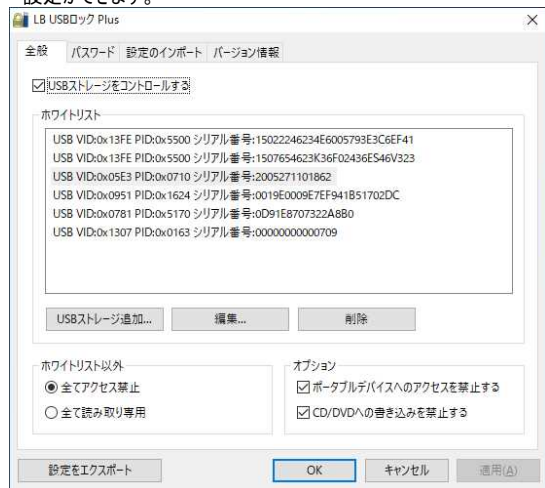 設定ができます。
LB USBロック Plus
全般 パスワード 設定のインポート バージョン情報
USBストレージをコントロールする
ホワイトリスト
USB VID:0x13FE PID:0x5500 シリアル番号:15022246234E6005793E3C6EF41
USB VID:0x13FE PID:0x5500 シリアル番号:1507654623K36F02436ES46V323
USB VID:0x05E3 PID:0x0710 シリアル番号:2005271101862
USB VID:0x0951 PID:0x1624 シリアル番号:0019E0009E7EF941B51702DC
USB VID:0x0781 PID:0x5170 シリアル番号:0D91E8707322A8B0
USB VID:0x1307 PID:0x0163 シリアル番号:00000000000709
USBストレージ追加... 編集... 削除
ホワイトリスト以外 オプション
全てアクセス禁止 ポータブルデバイスへのアクセスを禁止する
全て読み取り専用 CD/DVDへの書き込みを禁止する
設定をエクスポート OK キャンセル 適用(A)